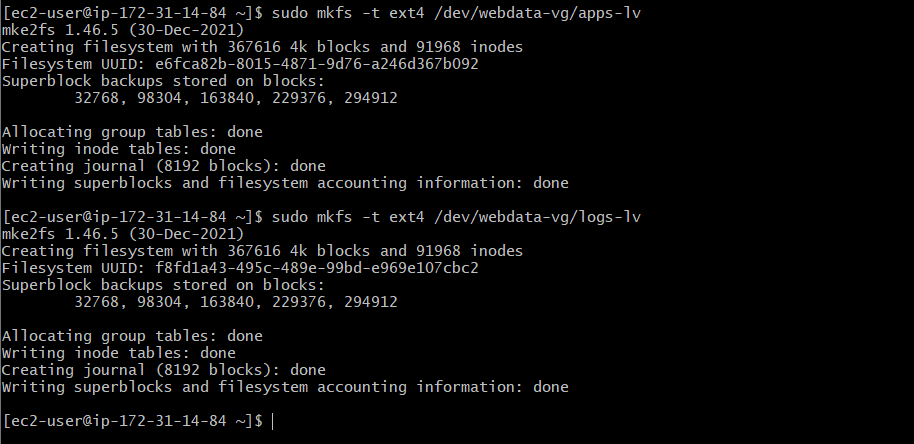 [ec2-user@ip-172-31-14-84 ~]$ sudo mkfs -t ext4 /dev/webdata-vg/apps-lv
mke2fs 1.46.5 (30-Dec-2021)
Creating filesystem with 367616 4k blocks and 91968 inodes
Filesystem UUID: e6fca82b-8015-4871-9d76-a246d367b092
Superblock backups stored on blocks:
        32768, 98304, 163840, 229376, 294912

Allocating group tables: done
Writing inode tables: done
Creating journal (8192 blocks): done
Writing superblocks and filesystem accounting information: done

[ec2-user@ip-172-31-14-84 ~]$ sudo mkfs -t ext4 /dev/webdata-vg/logs-lv
mke2fs 1.46.5 (30-Dec-2021)
Creating filesystem with 367616 4k blocks and 91968 inodes
Filesystem UUID: f8fd1a43-495c-489e-99bd-e969e107cbc2
Superblock backups stored on blocks:
        32768, 98304, 163840, 229376, 294912

Allocating group tables: done
Writing inode tables: done
Creating journal (8192 blocks): done
Writing superblocks and filesystem accounting information: done

[ec2-user@ip-172-31-14-84 ~]$